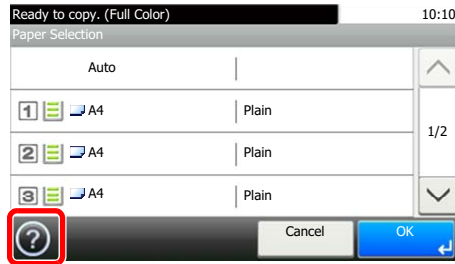 Ready to copy. (Full Color) 10:10
Paper Selection
Auto
1 A4 Plain
2 A4 Plain
3 A4 Plain
1/2
? Cancel OK